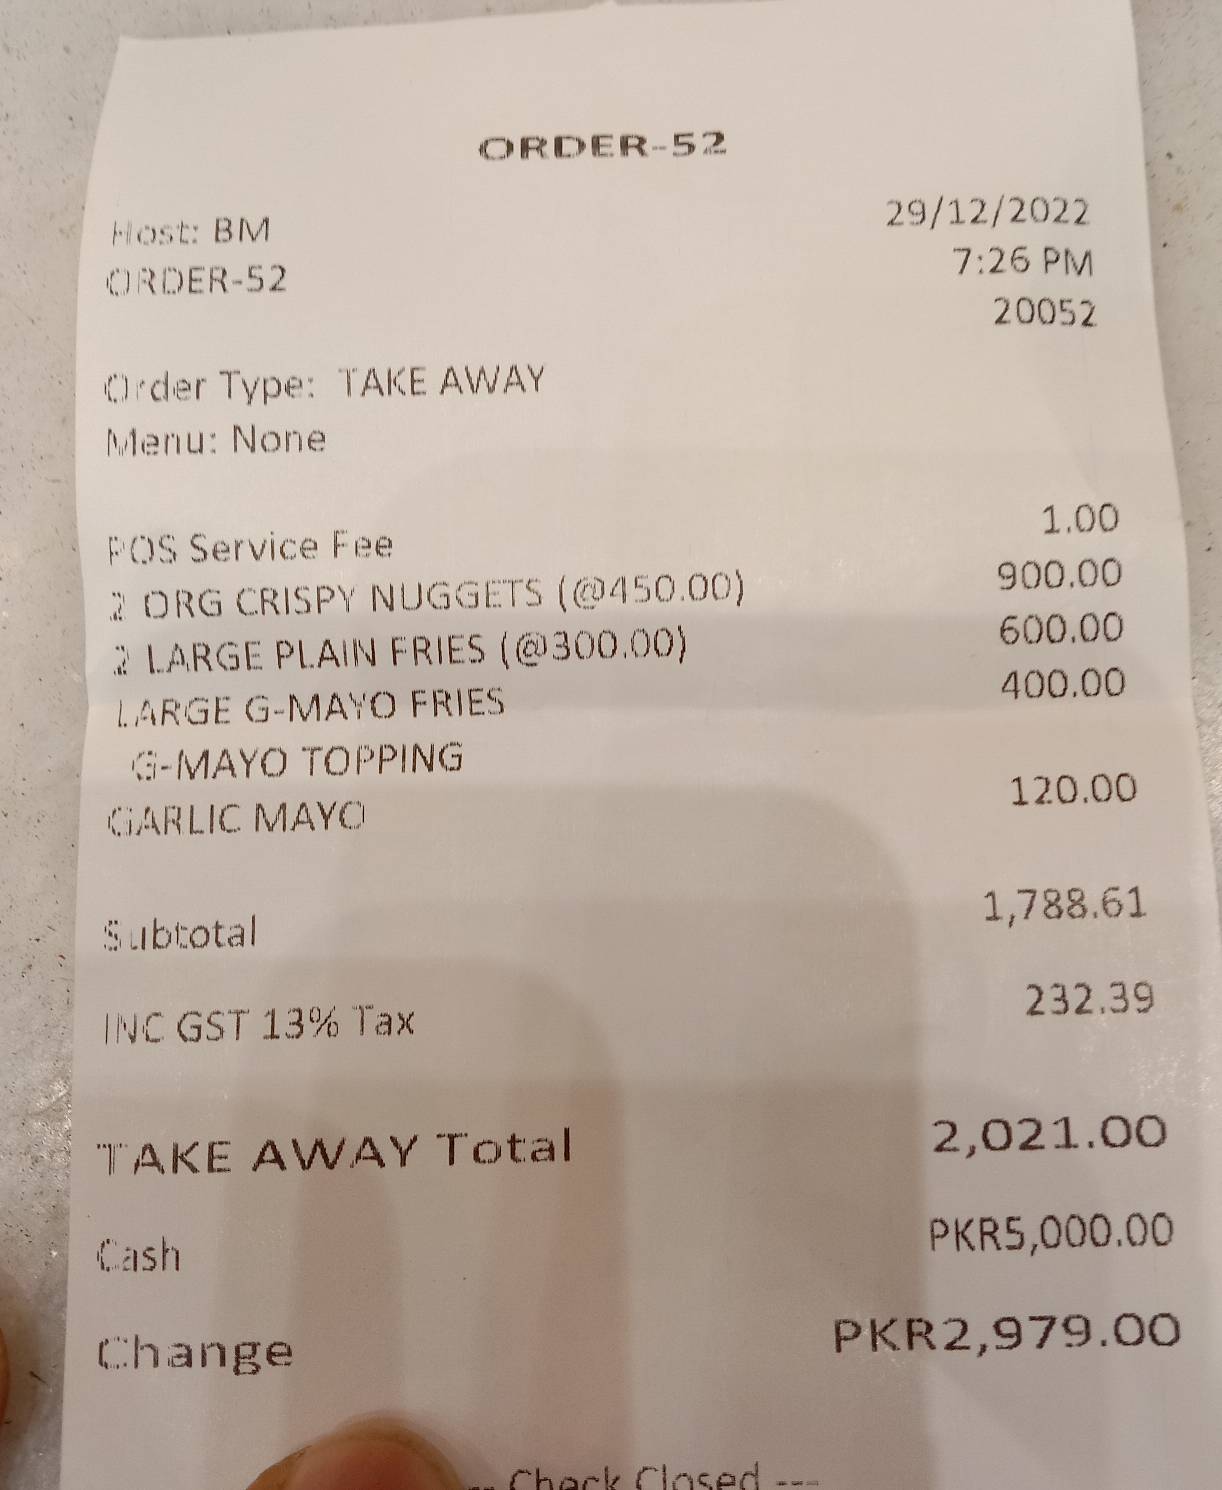 ORDER-52
Host: BM 29/12/2022
ORDER-52 7:26 PM
20052
Order Type: TAKE AWAY
Menu: None
POS Service Fee 1.00
2 ORG CRISPY NUGGETS (@450.00) 900.00
2 LARGE PLAIN FRIES (@300.00) 600.00
LARGE G-MAYO FRIES 400.00
G-MAYO TOPPING
GARLIC MAYO 120.00
Subtotal 1,788.61
INC GST 13% Tax 232.39
TAKE AWAY Total 2,021.00
Cash PKR5,000.00
Change PKR2,979.00
-- Check Closed ---